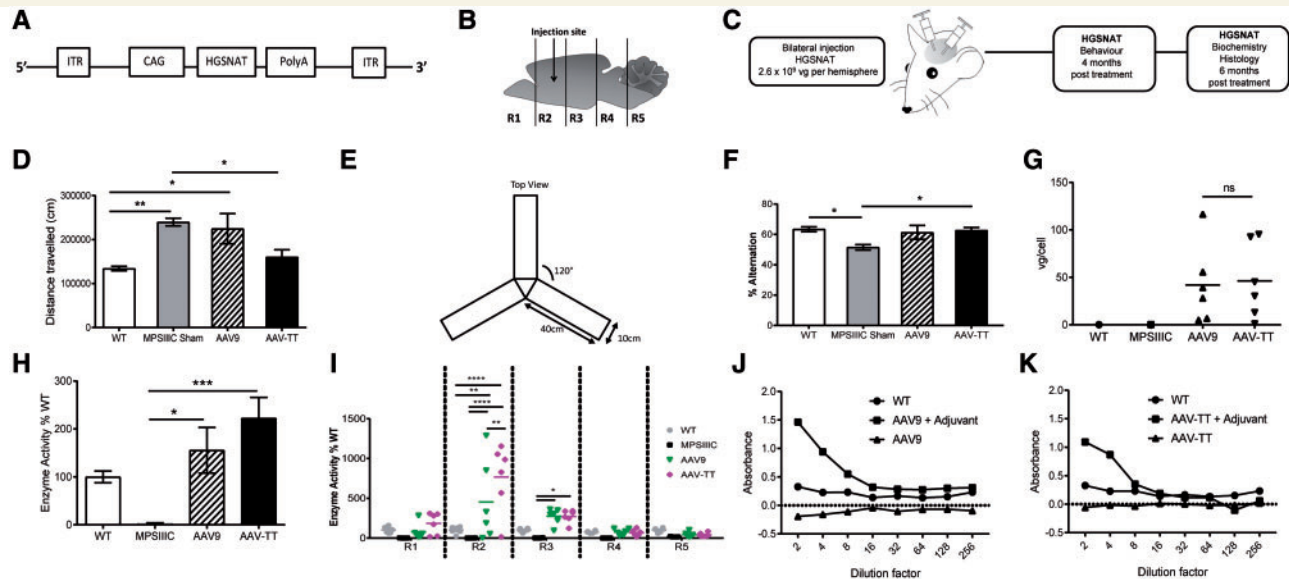 A
5’
ITR
CAG
HGSNAT
PolyA
ITR
3’
B
Injection site
R1
R2
R3
R4
R5
C
Bilateral injection
HGSNAT
2.6 x 10⁹ vg per hemisphere
HGSNAT
Behaviour
4 months
post treatment
HGSNAT
Biochemistry
Histology
6 months
post treatment
D
Distance travelled (cm)
300000
200000
100000
0
*
*
**
WT
MPSIIIC Sham
AAV9
AAV-TT
E
Top View
120°
40cm
10cm
F
% Alternation
80
60
40
20
0
*
*
WT
MPSIIIC Sham
AAV9
AAV-TT
G
vg/cell
150
100
50
0
ns
WT
MPSIIIC
AAV9
AAV-TT
H
Enzyme Activity % WT
300
200
100
0
***
*
WT
MPSIIIC
AAV9
AAV-TT
I
Enzyme Activity % WT
1500
1000
500
0
****
**
****
**
*
WT
MPSIIIC
AAV9
AAV-TT
R1
R2
R3
R4
R5
J
Absorbance
2.0
1.5
1.0
0.5
0.0
-0.5
WT
AAV9 + Adjuvant
AAV9
2
4
8
16
32
64
128
256
Dilution factor
K
Absorbance
2.0
1.5
1.0
0.5
0.0
-0.5
WT
AAV-TT + Adjuvant
AAV-TT
2
4
8
16
32
64
128
256
Dilution factor